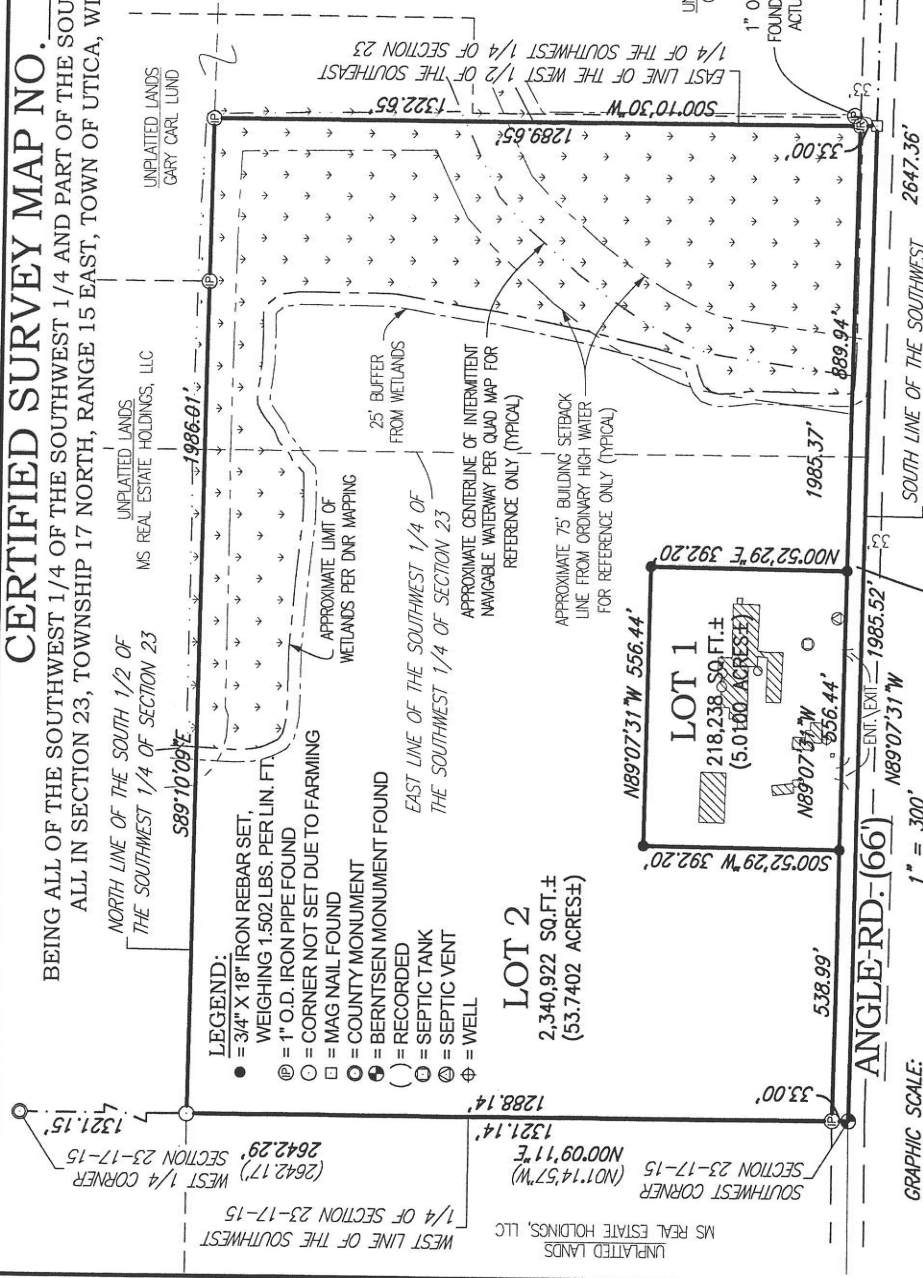 CERTIFIED SURVEY MAP NO.
BEING ALL OF THE SOUTHWEST 1/4 OF THE SOUTHWEST 1/4 AND PART OF THE SOU
ALL IN SECTION 23, TOWNSHIP 17 NORTH, RANGE 15 EAST, TOWN OF UTICA, WI
NORTH LINE OF THE SOUTH 1/2 OF
THE SOUTHWEST 1/4 OF SECTION 23
UNPLATTED LANDS
MS REAL ESTATE HOLDINGS, LLC
UNPLATTED LANDS
GARY CARL LUND
1321.15'
S89°10'09"E
1986.01'
WEST 1/4 CORNER
SECTION 23-17-15
(2642.17')
2642.29'
WEST LINE OF THE SOUTHWEST
1/4 OF SECTION 23-17-15
EAST LINE OF THE WEST 1/2 OF THE SOUTHEAST
1/4 OF THE SOUTHWEST 1/4 OF SECTION 23
1322.65'
S00°10'30"W
1289.65'
33.00'
33'
LEGEND:
= 3/4" X 18" IRON REBAR SET,
WEIGHING 1.502 LBS. PER LIN. FT.
IP = 1" O.D. IRON PIPE FOUND
= CORNER NOT SET DUE TO FARMING
= MAG NAIL FOUND
= COUNTY MONUMENT
= BERNTSEN MONUMENT FOUND
( ) = RECORDED
= SEPTIC TANK
= SEPTIC VENT
= WELL
APPROXIMATE LIMIT OF
WETLANDS PER DNR MAPPING
25' BUFFER
FROM WETLANDS
EAST LINE OF THE SOUTHWEST 1/4 OF
THE SOUTHWEST 1/4 OF SECTION 23
APPROXIMATE CENTERLINE OF INTERMITTENT
NAVIGABLE WATERWAY PER QUAD MAP FOR
REFERENCE ONLY (TYPICAL)
APPROXIMATE 75' BUILDING SETBACK
LINE FROM ORDINARY HIGH WATER
FOR REFERENCE ONLY (TYPICAL)
LOT 2
2,340,922 SQ.FT.±
(53.7402 ACRES±)
1288.14'
1321.14'
N00°09'11"E
(N01°14'57"W)
UNPLATTED LANDS
MS REAL ESTATE HOLDINGS, LLC
SOUTHWEST CORNER
SECTION 23-17-15
33.00'
N89°07'31"W 556.44'
S00°52'29"W 392.20'
N00°52'29"E 392.20'
LOT 1
218,238 SQ.FT.±
(5.0100 ACRES±)
N89°07'31"W
556.44'
538.99'
889.94'
1985.37'
ENT./EXIT
1985.52'
N89°07'31"W
33'
ANGLE RD. (66')
2647.36'
SOUTH LINE OF THE SOUTHWEST
GRAPHIC SCALE:
1" = 300'
1" O
FOUND
ACTU
UN
IP
IP
IP
IP